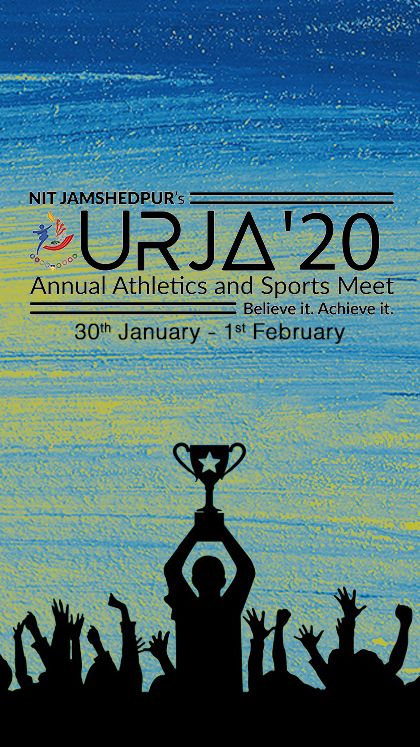 NIT JAMSHEDPUR's
URJA '20
Annual Athletics and Sports Meet
Believe it. Achieve it.
30th January - 1st February